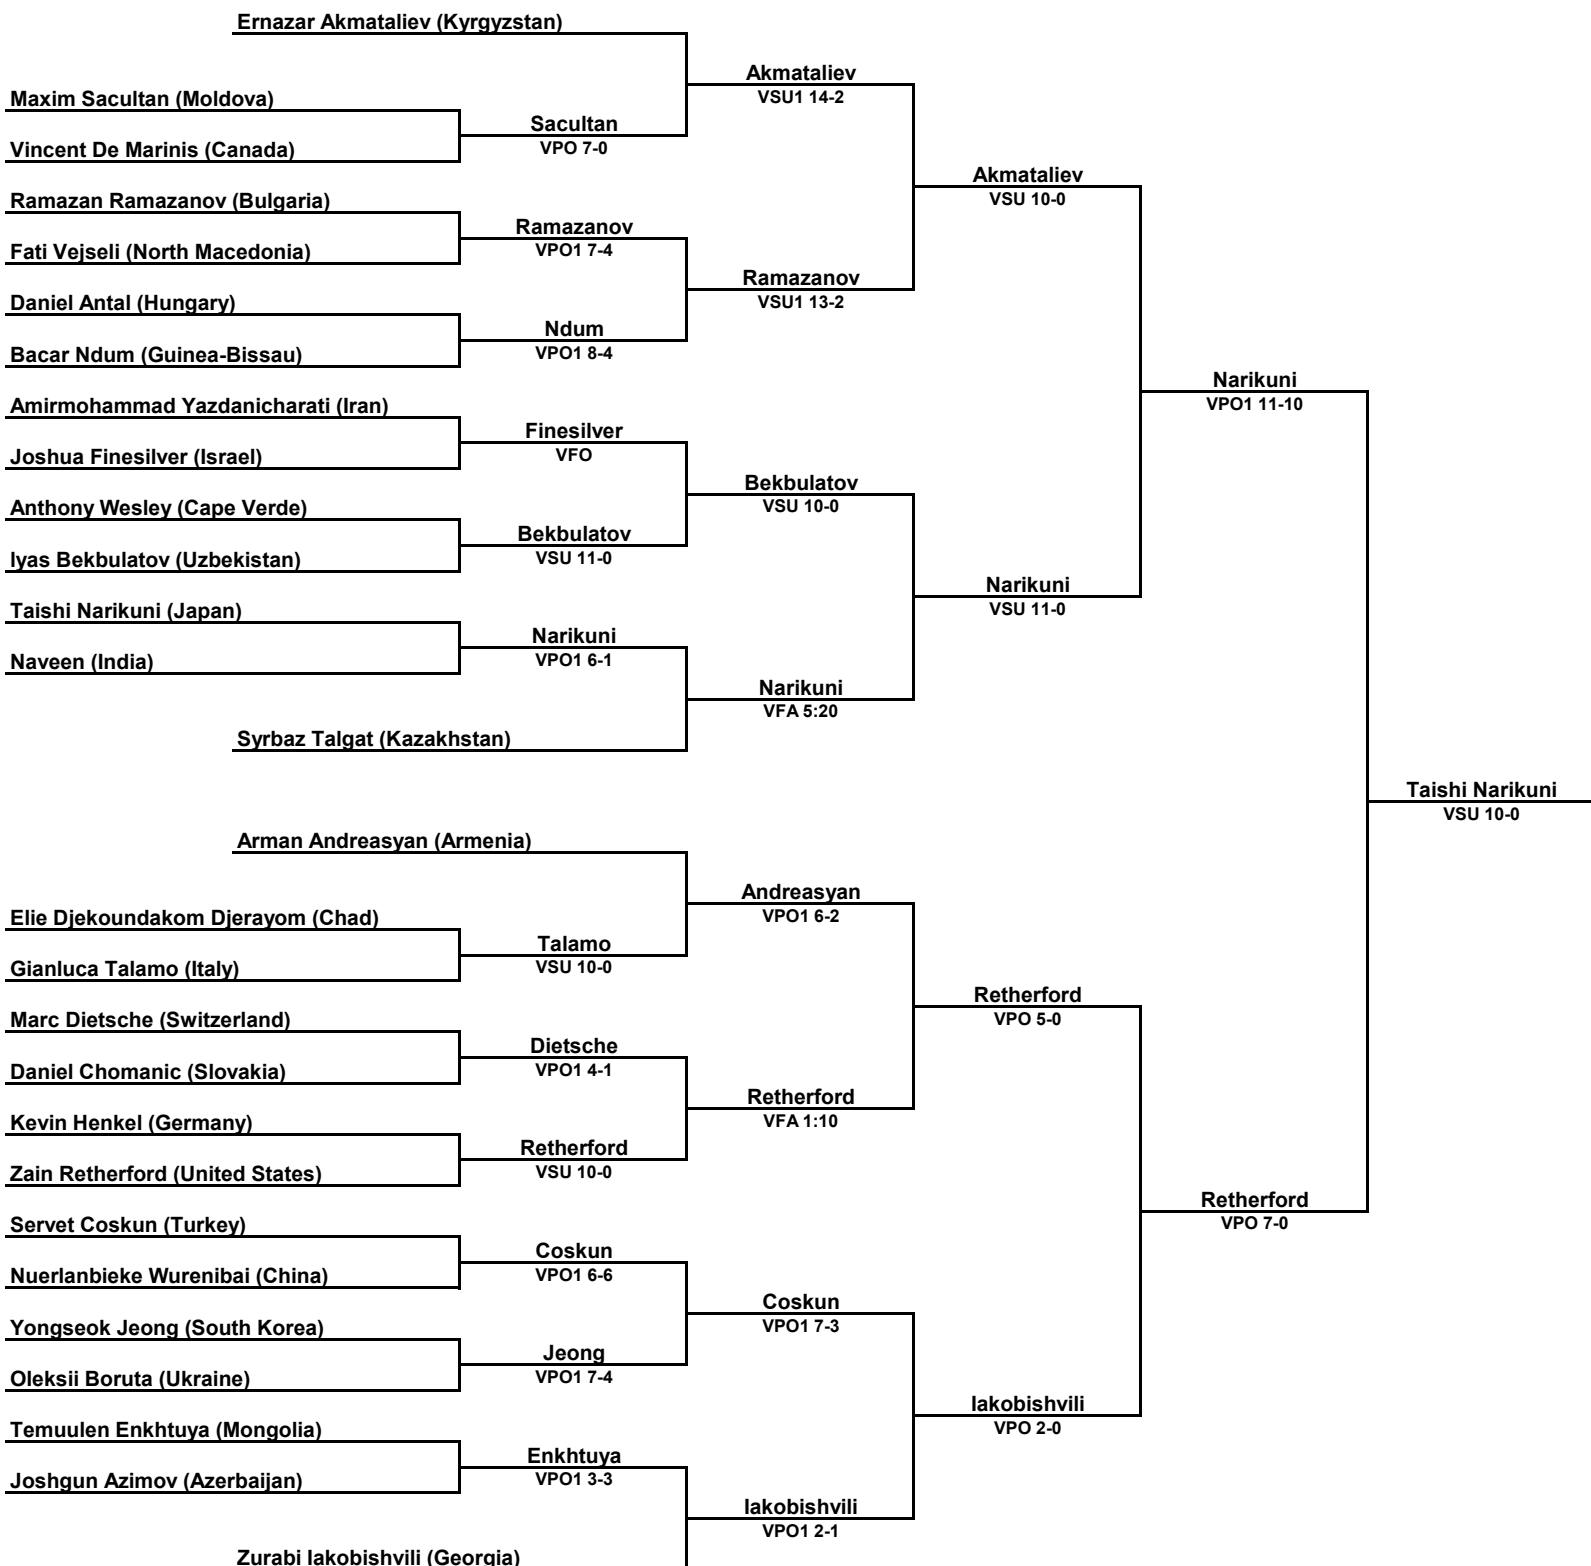 Ernazar Akmataliev (Kyrgyzstan)
Akmataliev
VSU1 14-2
Maxim Sacultan (Moldova)
Sacultan
VPO 7-0
Vincent De Marinis (Canada)
Akmataliev
VSU 10-0
Ramazan Ramazanov (Bulgaria)
Ramazanov
VPO1 7-4
Fati Vejseli (North Macedonia)
Ramazanov
VSU1 13-2
Daniel Antal (Hungary)
Ndum
VPO1 8-4
Bacar Ndum (Guinea-Bissau)
Narikuni
VPO1 11-10
Amirmohammad Yazdanicharati (Iran)
Finesilver
VFO
Joshua Finesilver (Israel)
Bekbulatov
VSU 10-0
Anthony Wesley (Cape Verde)
Bekbulatov
VSU 11-0
Iyas Bekbulatov (Uzbekistan)
Narikuni
VSU 11-0
Taishi Narikuni (Japan)
Narikuni
VPO1 6-1
Naveen (India)
Narikuni
VFA 5:20
Syrbaz Talgat (Kazakhstan)
Taishi Narikuni
VSU 10-0
Arman Andreasyan (Armenia)
Andreasyan
VPO1 6-2
Elie Djekoundakom Djerayom (Chad)
Talamo
VSU 10-0
Gianluca Talamo (Italy)
Retherford
VPO 5-0
Marc Dietsche (Switzerland)
Dietsche
VPO1 4-1
Daniel Chomanic (Slovakia)
Retherford
VFA 1:10
Kevin Henkel (Germany)
Retherford
VSU 10-0
Zain Retherford (United States)
Retherford
VPO 7-0
Servet Coskun (Turkey)
Coskun
VPO1 6-6
Nuerlanbieke Wurenibai (China)
Coskun
VPO1 7-3
Yongseok Jeong (South Korea)
Jeong
VPO1 7-4
Oleksii Boruta (Ukraine)
Iakobishvili
VPO 2-0
Temuulen Enkhtuya (Mongolia)
Enkhtuya
VPO1 3-3
Joshgun Azimov (Azerbaijan)
Iakobishvili
VPO1 2-1
Zurabi Iakobishvili (Georgia)